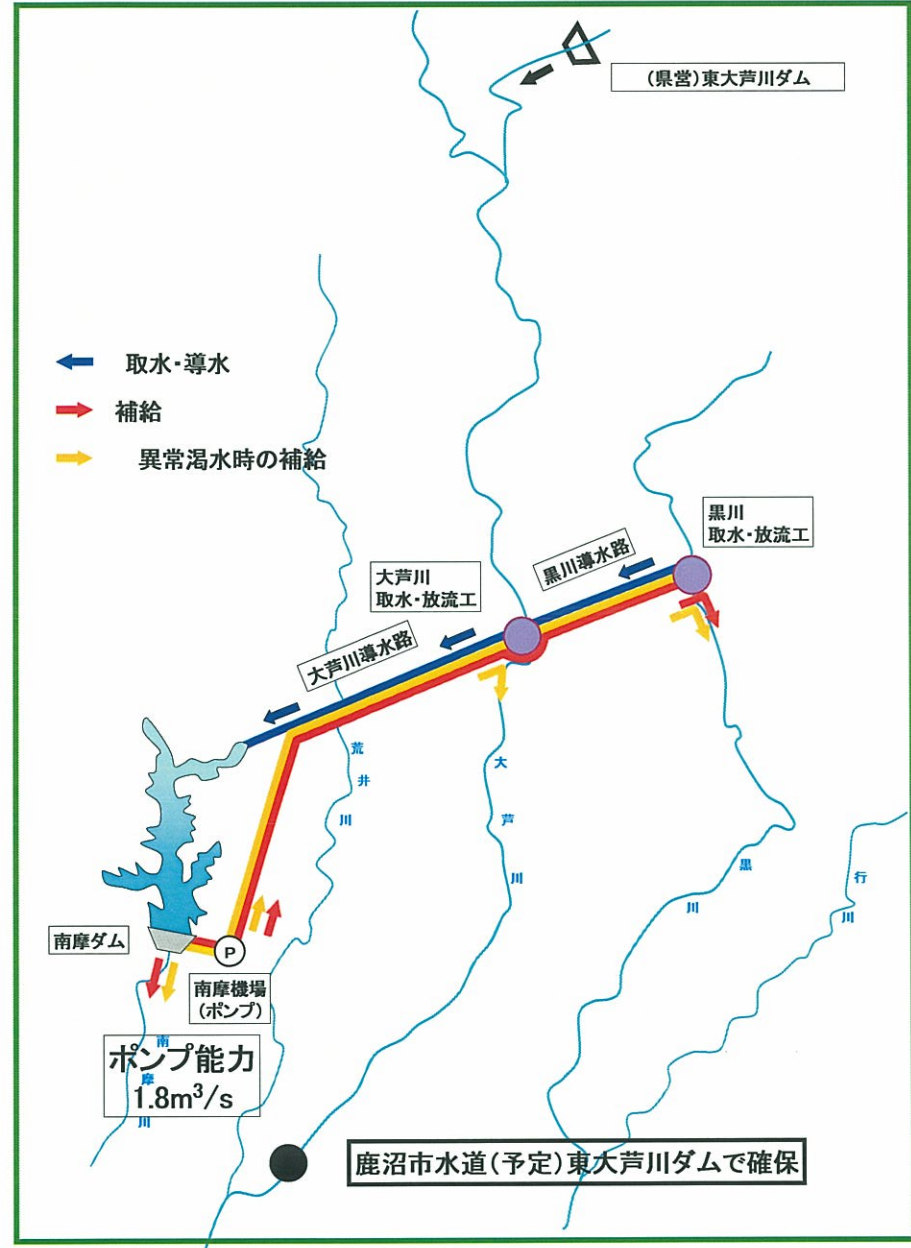 (県営)東大芦川ダム
取水・導水
補給
異常渇水時の補給
黒川
取水・放流工
黒川導水路
大芦川
取水・放流工
大芦川導水路
荒井川
大芦川
黒川
行川
南摩ダム
P
南摩機場
(ポンプ)
ポンプ能力
1.8m³/s
南摩川
鹿沼市水道(予定)東大芦川ダムで確保